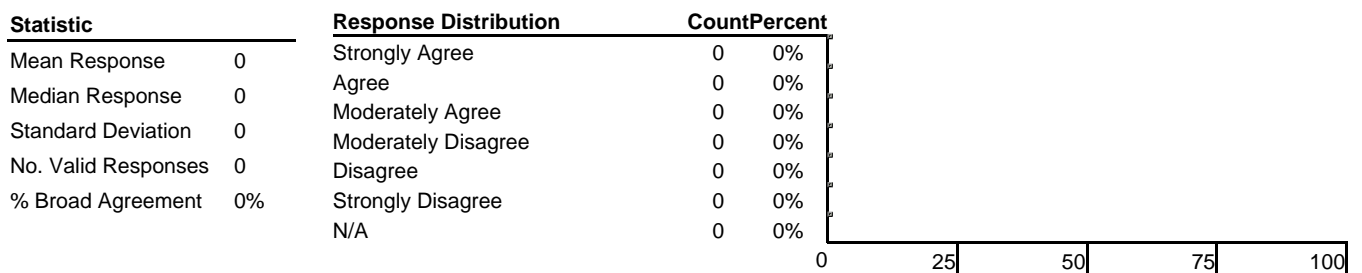 Statistic
Mean Response 0
Median Response 0
Standard Deviation 0
No. Valid Responses 0
% Broad Agreement 0%
Response Distribution CountPercent
Strongly Agree 0 0%
Agree 0 0%
Moderately Agree 0 0%
Moderately Disagree 0 0%
Disagree 0 0%
Strongly Disagree 0 0%
N/A 0 0%
0 25 50 75 100